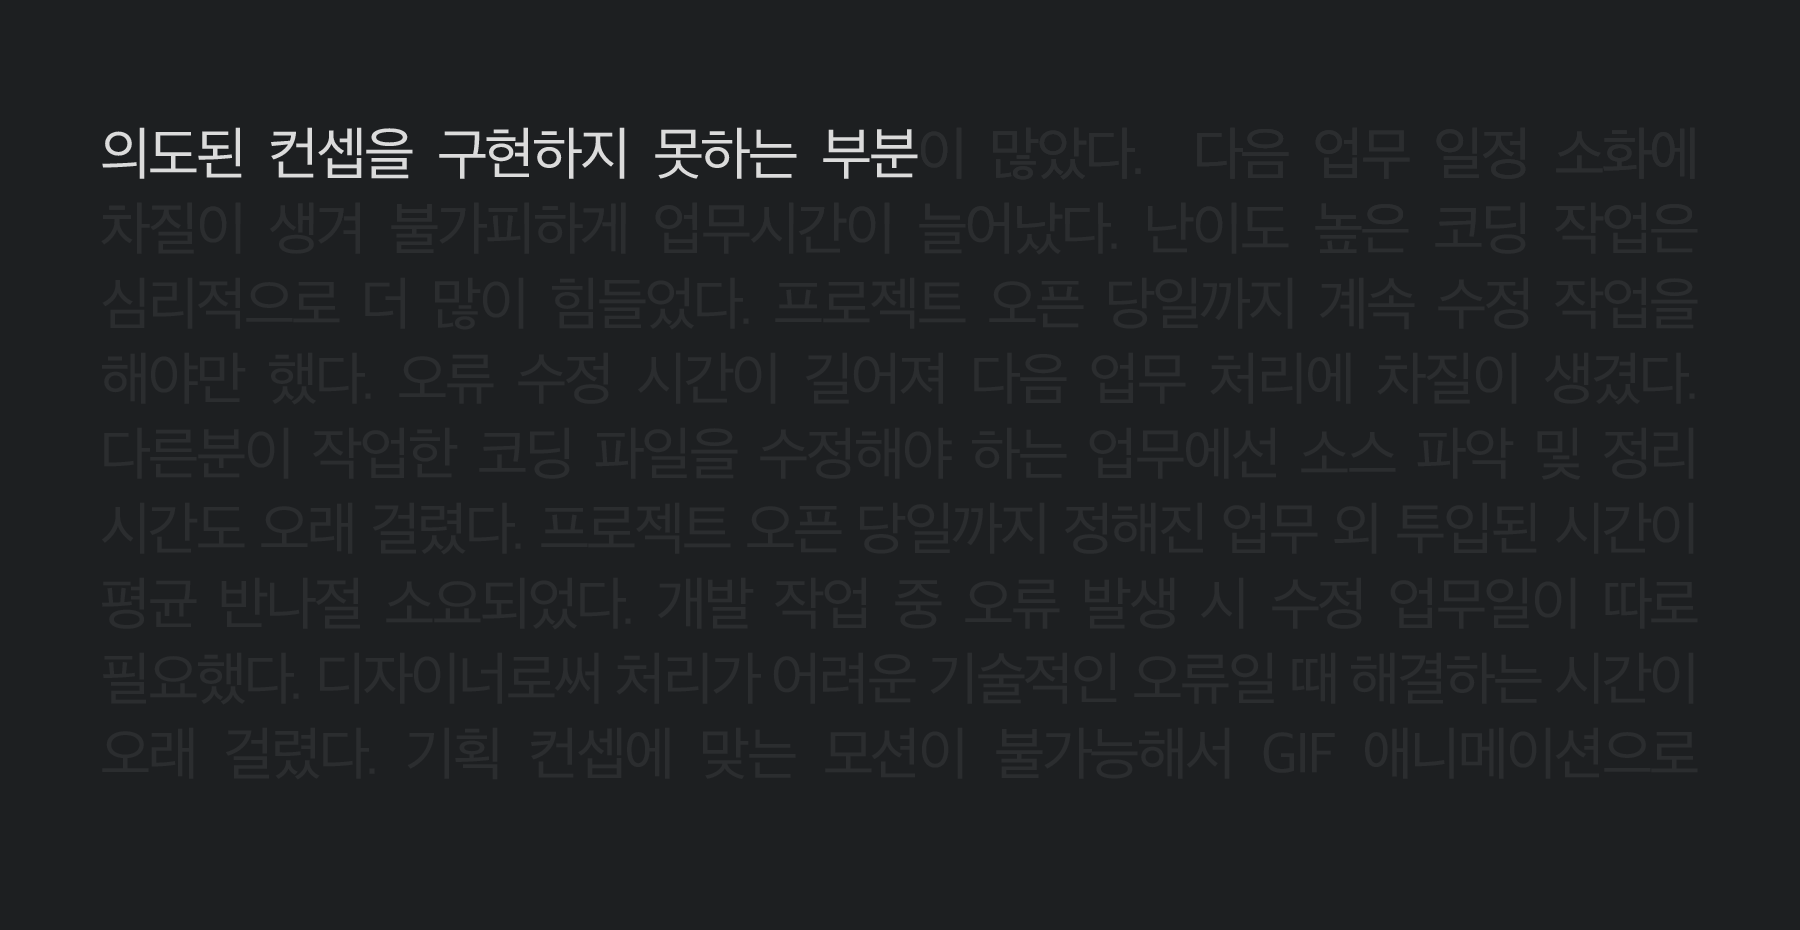 의도된 컨셉을 구현하지 못하는 부분이 많았다. 다음 업무 일정 소화에
차질이 생겨 불가피하게 업무시간이 늘어났다. 난이도 높은 코딩 작업은
심리적으로 더 많이 힘들었다. 프로젝트 오픈 당일까지 계속 수정 작업을
해야만 했다. 오류 수정 시간이 길어져 다음 업무 처리에 차질이 생겼다.
다른분이 작업한 코딩 파일을 수정해야 하는 업무에선 소스 파악 및 정리
시간도 오래 걸렸다. 프로젝트 오픈 당일까지 정해진 업무 외 투입된 시간이
평균 반나절 소요되었다. 개발 작업 중 오류 발생 시 수정 업무일이 따로
필요했다. 디자이너로써 처리가 어려운 기술적인 오류일 때 해결하는 시간이
오래 걸렸다. 기획 컨셉에 맞는 모션이 불가능해서 GIF 애니메이션으로